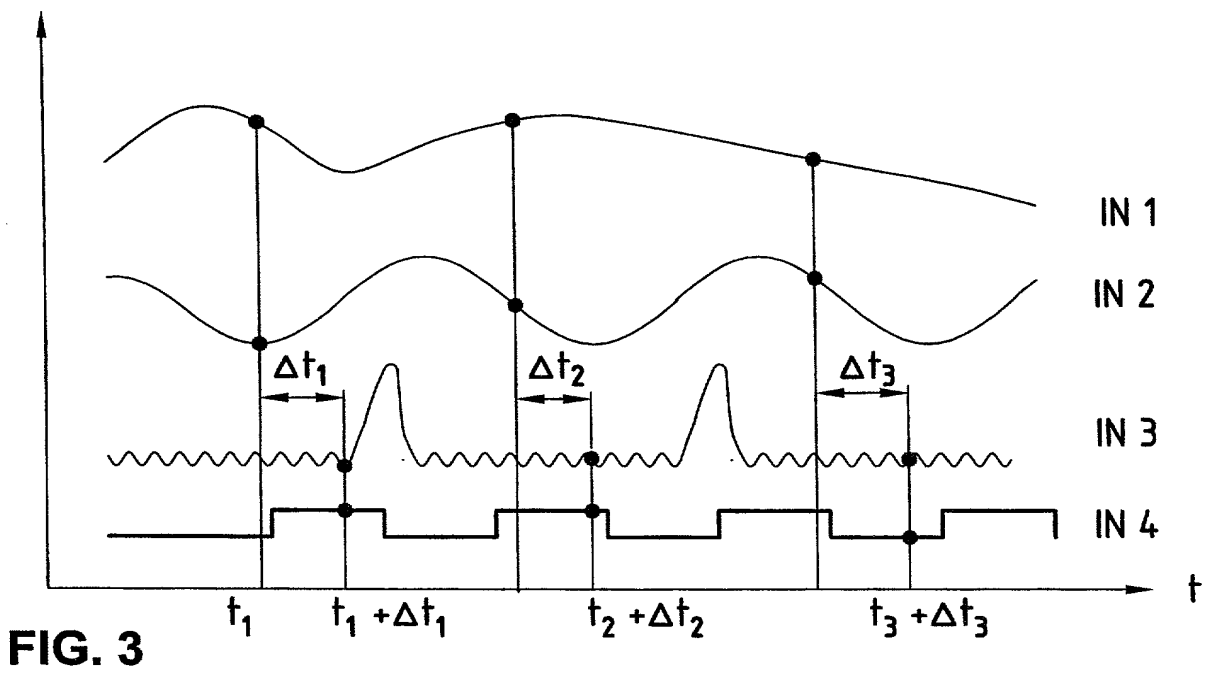 IN 1
IN 2
Δt₁
Δt₂
Δt₃
IN 3
IN 4
t
t₁
t₁ + Δt₁
t₂ + Δt₂
t₃ + Δt₃
FIG. 3